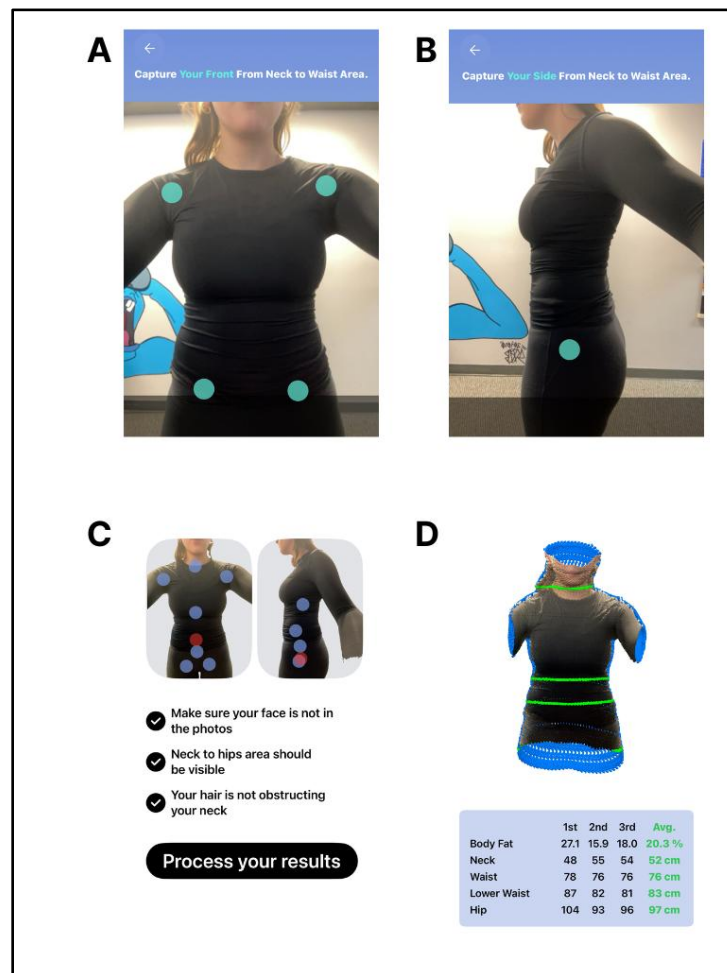 A
Capture Your Front From Neck to Waist Area.
B
Capture Your Side From Neck to Waist Area.
C
Make sure your face is not in
the photos
Neck to hips area should
be visible
Your hair is not obstructing
your neck
Process your results
D
1st 2nd 3rd Avg.
Body Fat 27.1 15.9 18.0 20.3 %
Neck 48 55 54 52 cm
Waist 78 76 76 76 cm
Lower Waist 87 82 81 83 cm
Hip 104 93 96 97 cm